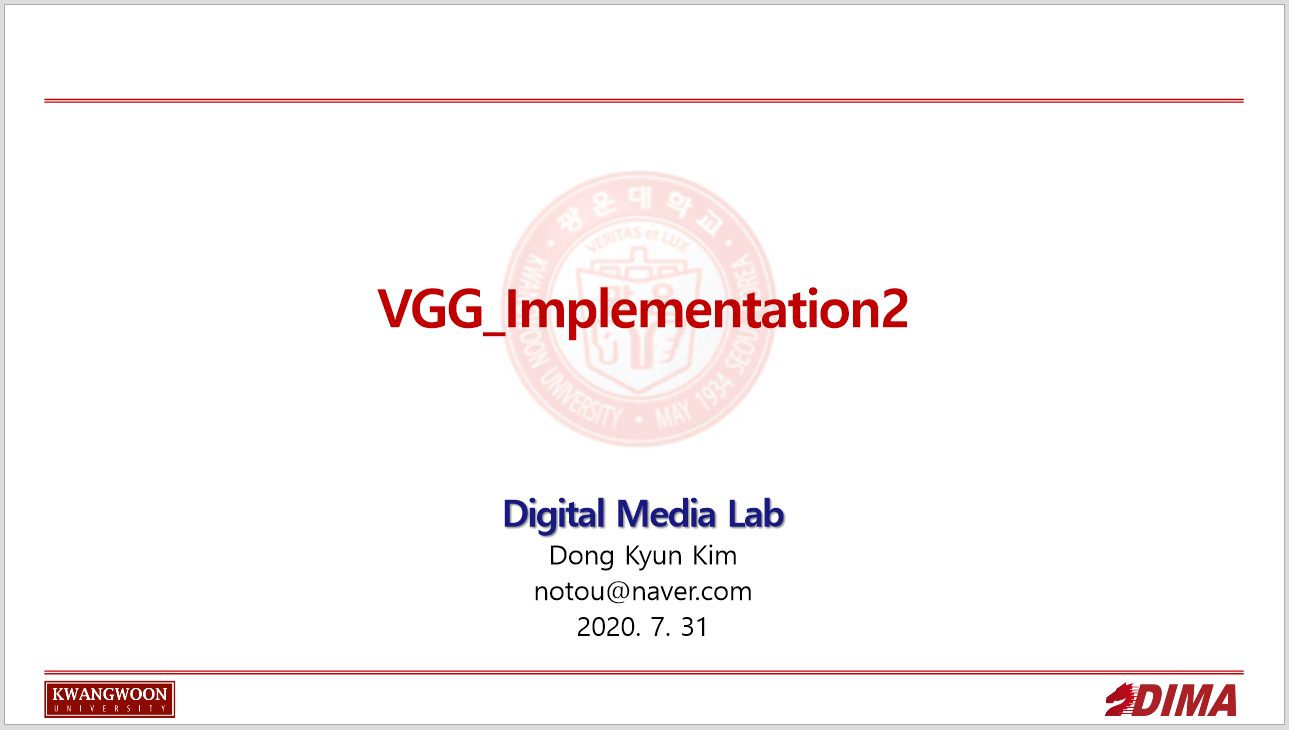 광운대학교
VERITAS et LUX
KWANGWOON UNIVERSITY • MAY 1934 SEOUL KOREA
VGG_Implementation2
Digital Media Lab
Dong Kyun Kim
notou@naver.com
2020. 7. 31
KWANGWOON
UNIVERSITY
DIMA